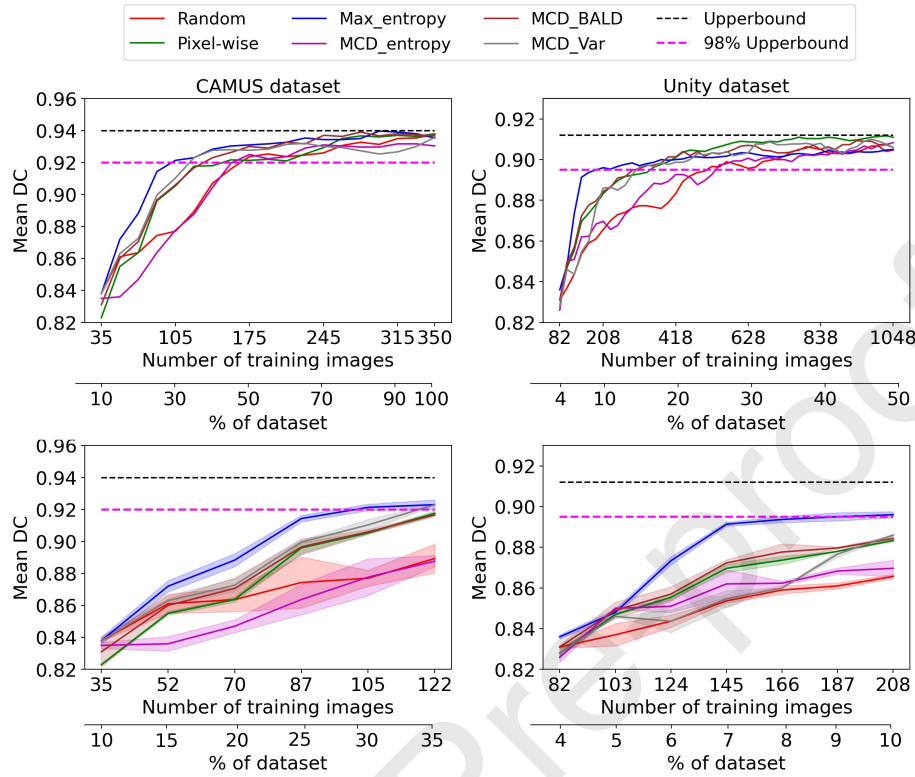 Random Max_entropy MCD_BALD Upperbound
Pixel-wise MCD_entropy MCD_Var 98% Upperbound
CAMUS dataset Unity dataset
Mean DC
0.96
0.94
0.92
0.90
0.88
0.86
0.84
0.82
35 105 175 245 315 350
Number of training images
10 30 50 70 90 100
% of dataset
Mean DC
0.92
0.90
0.88
0.86
0.84
0.82
82 208 418 628 838 1048
Number of training images
4 10 20 30 40 50
% of dataset
Mean DC
0.96
0.94
0.92
0.90
0.88
0.86
0.84
0.82
35 52 70 87 105 122
Number of training images
10 15 20 25 30 35
% of dataset
Mean DC
0.92
0.90
0.88
0.86
0.84
0.82
82 103 124 145 166 187 208
Number of training images
4 5 6 7 8 9 10
% of dataset
Pre-proof